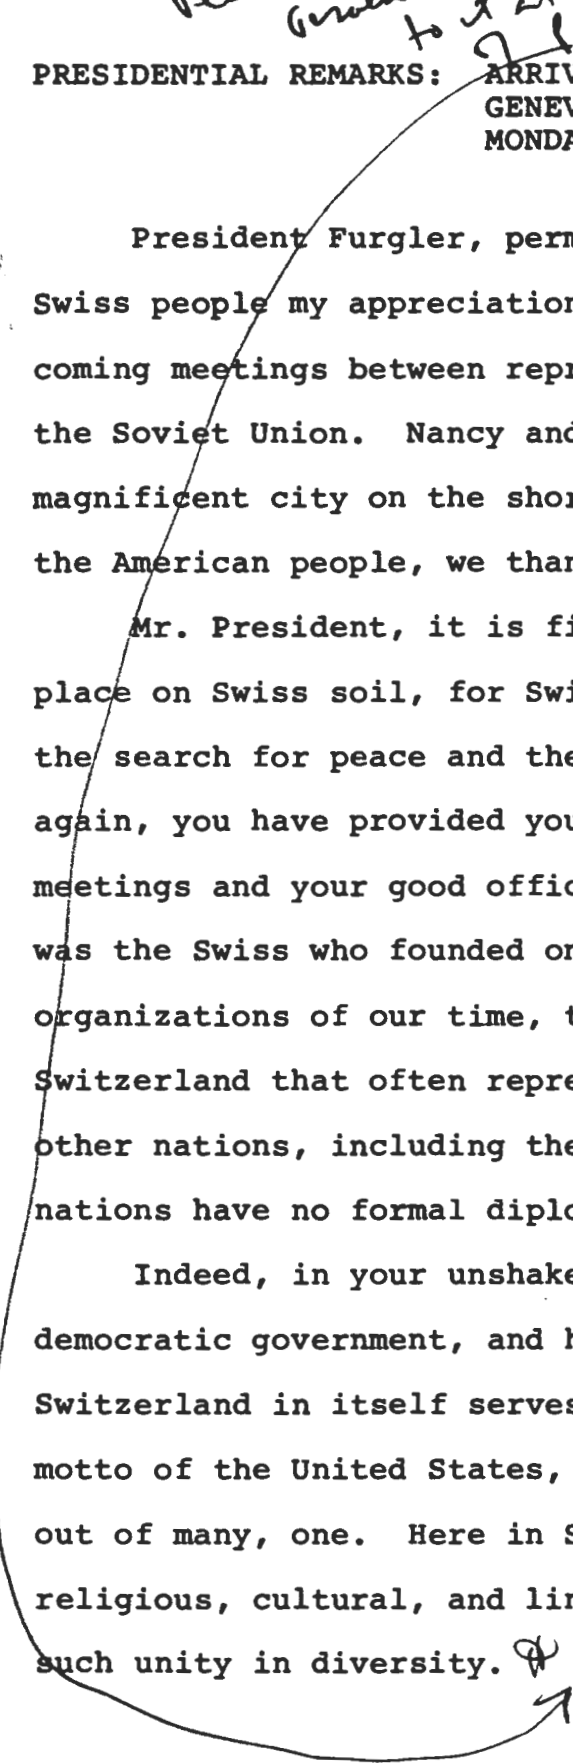 to
PRESIDENTIAL REMARKS: ARRIV
GENEV
MONDA
President Furgler, perm
Swiss people my appreciation
coming meetings between repr
the Soviet Union. Nancy and
magnificent city on the shor
the American people, we than
Mr. President, it is fi
place on Swiss soil, for Swi
the search for peace and the
again, you have provided you
meetings and your good offic
was the Swiss who founded on
organizations of our time, t
Switzerland that often repre
other nations, including the
nations have no formal diplo
Indeed, in your unshake
democratic government, and h
Switzerland in itself serves
motto of the United States,
out of many, one. Here in S
religious, cultural, and lin
such unity in diversity.